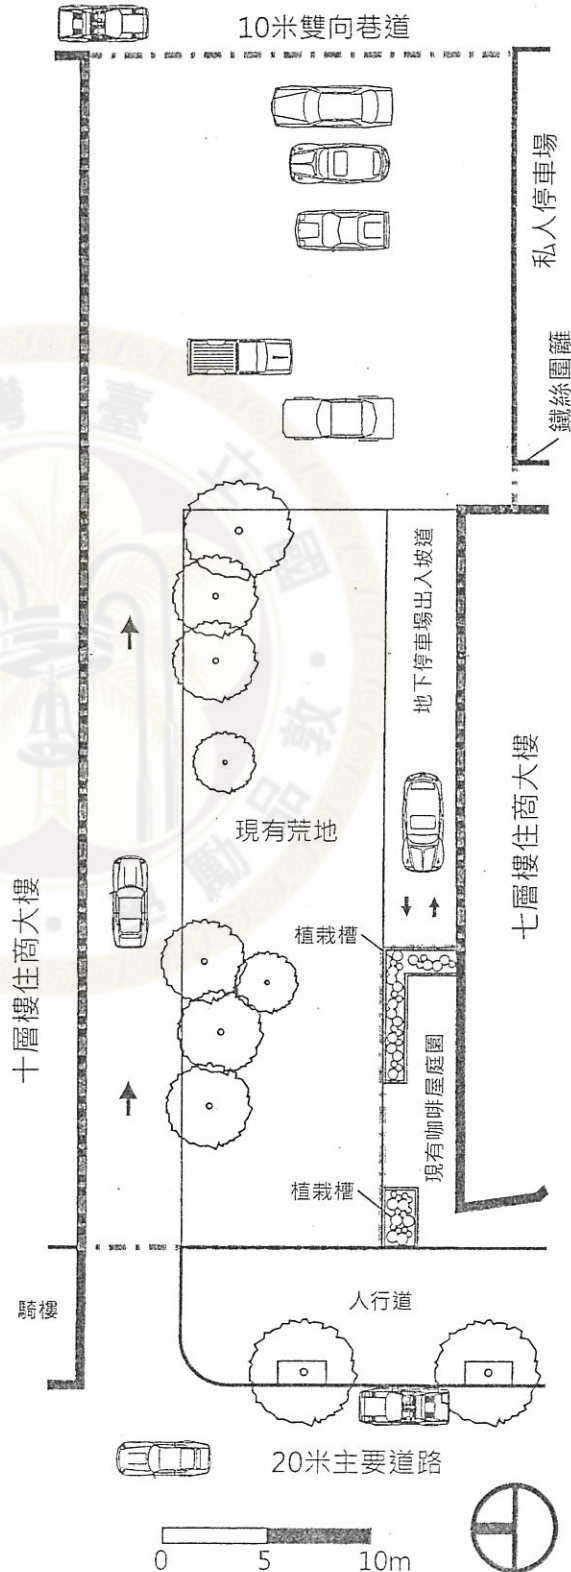 10米雙向巷道
私人停車場
鐵絲圍籬
地下停車場出入坡道
現有荒地
七層樓住商大樓
十層樓住商大樓
植栽槽
現有咖啡屋庭園
植栽槽
騎樓
人行道
20米主要道路
0 5 10m